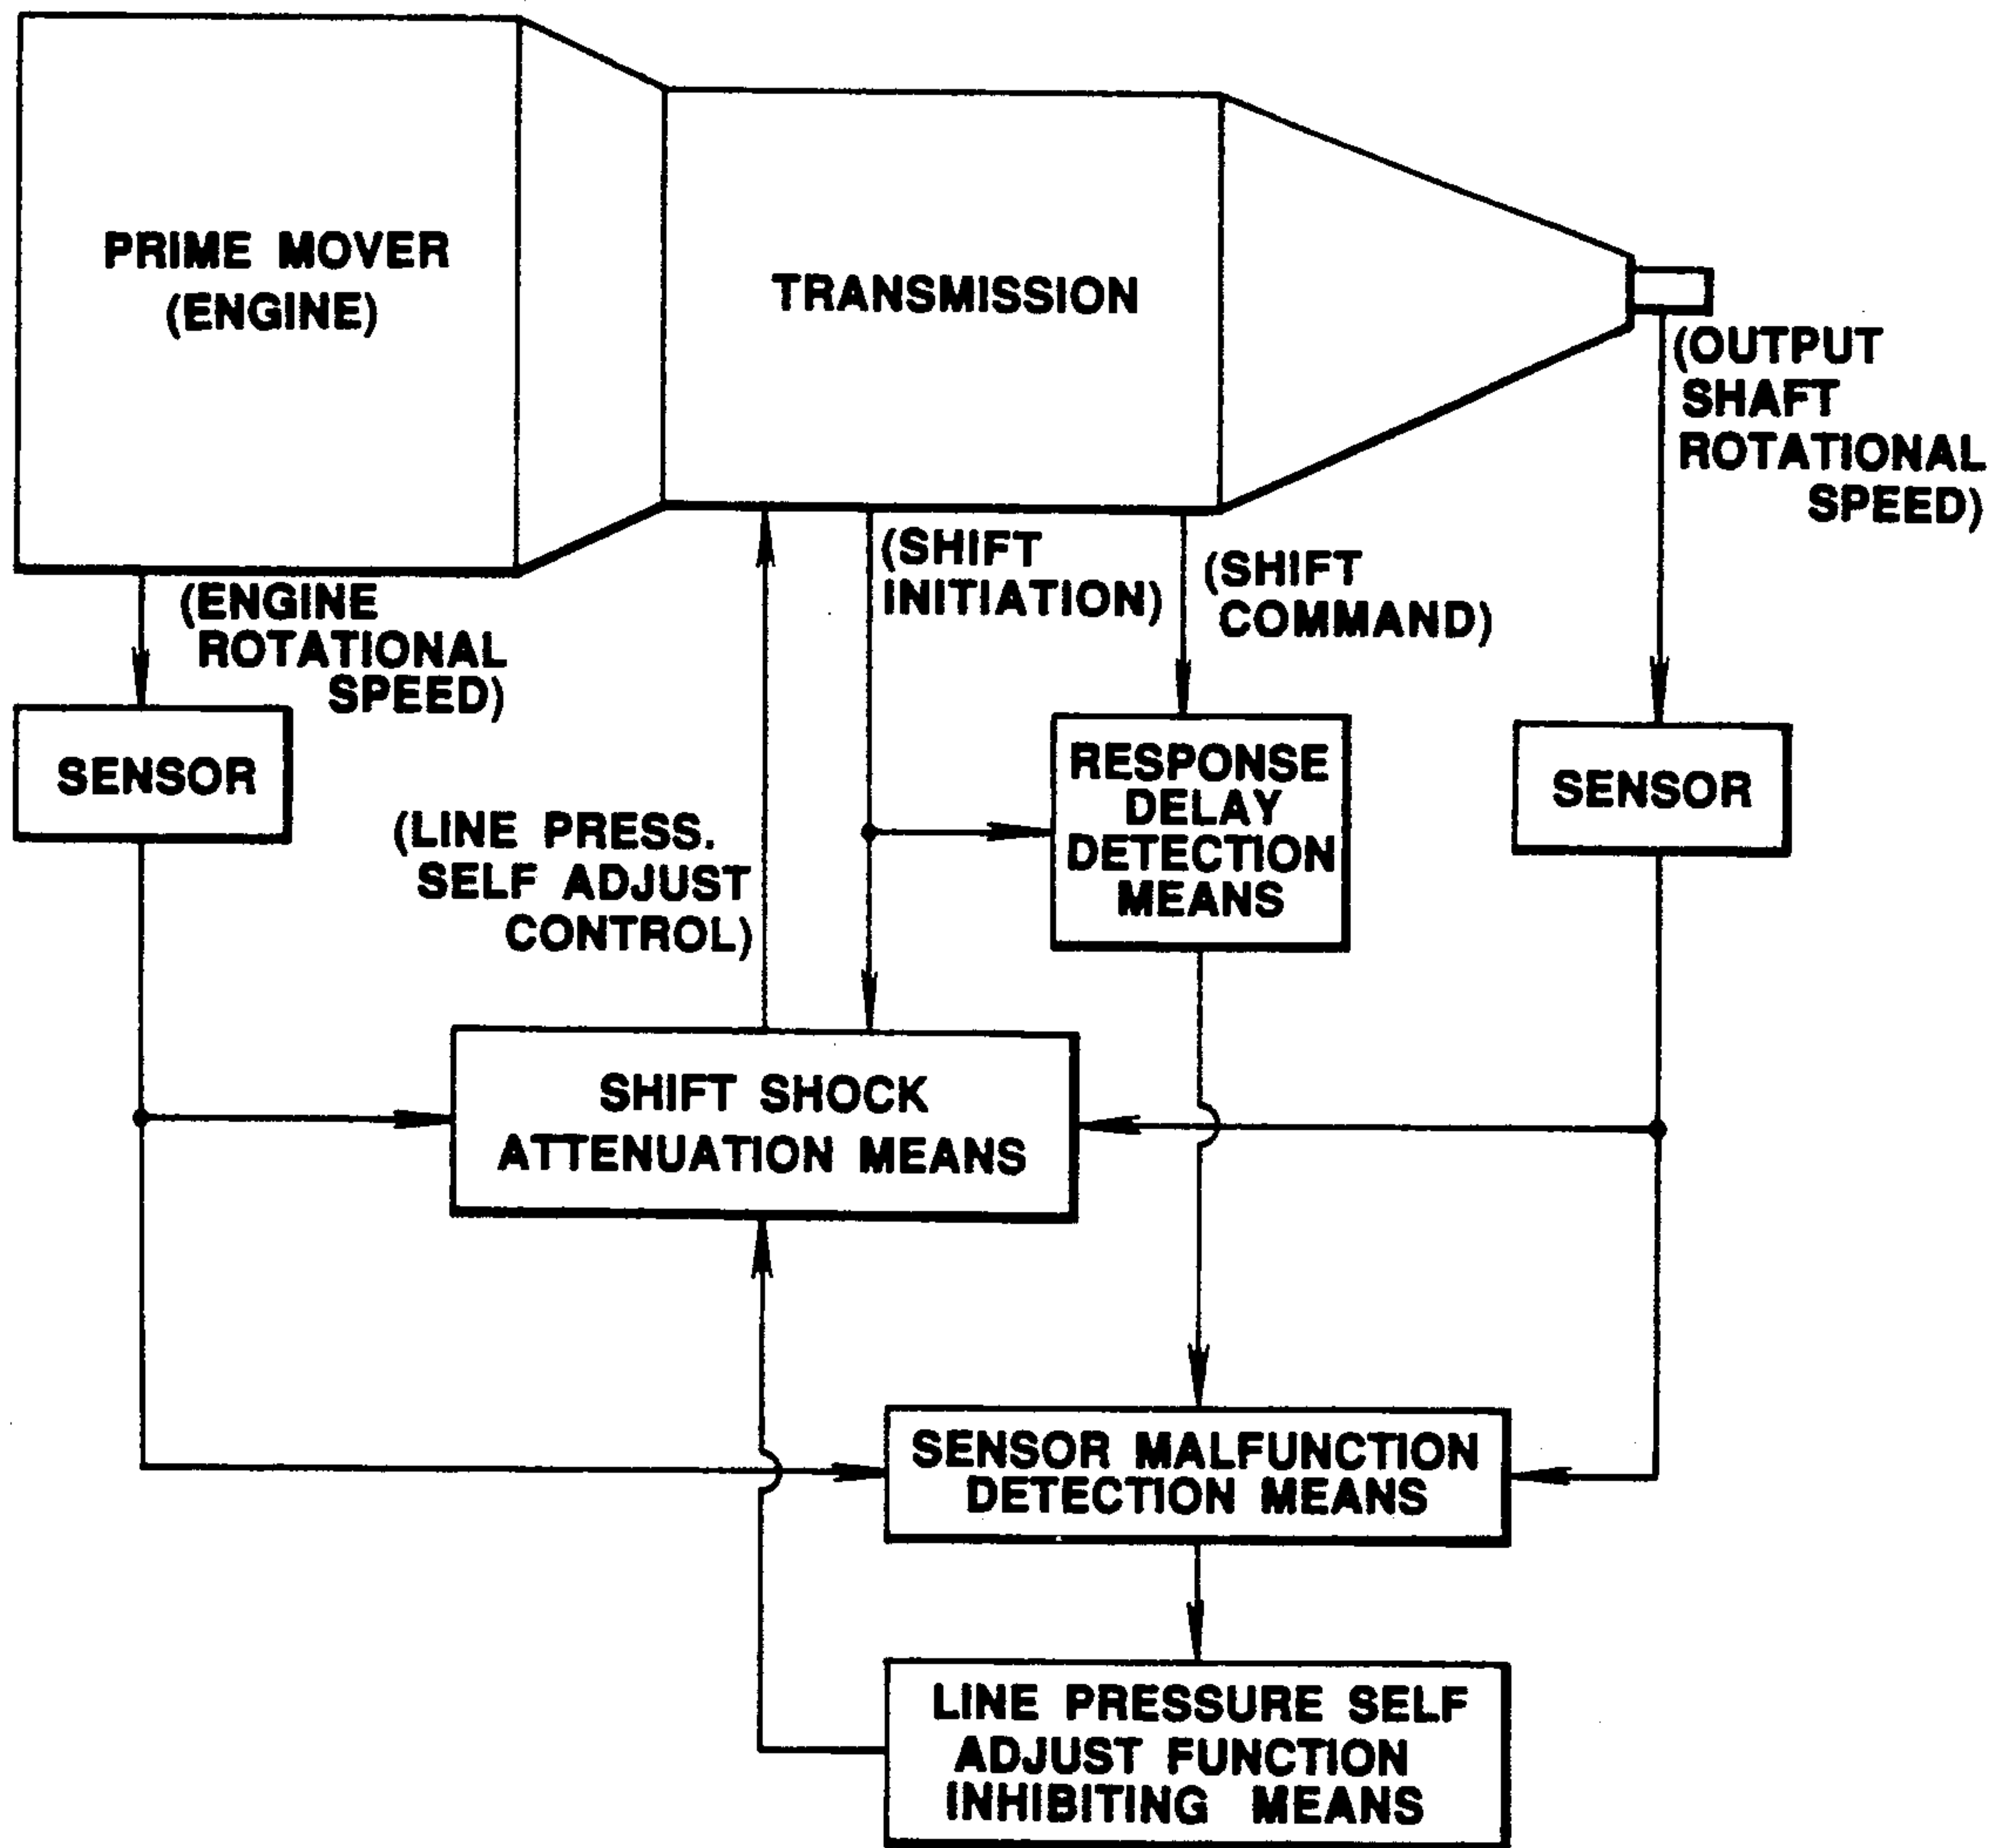 PRIME MOVER
(ENGINE)
TRANSMISSION
(OUTPUT
SHAFT
ROTATIONAL
SPEED)
(SHIFT
INITIATION)
(SHIFT
COMMAND)
(ENGINE
ROTATIONAL
SPEED)
SENSOR
RESPONSE
DELAY
DETECTION
MEANS
SENSOR
(LINE PRESS.
SELF ADJUST
CONTROL)
SHIFT SHOCK
ATTENUATION MEANS
SENSOR MALFUNCTION
DETECTION MEANS
LINE PRESSURE SELF
ADJUST FUNCTION
INHIBITING MEANS